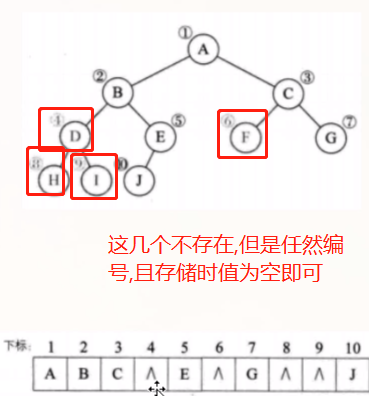 ① A
② B C ③
④ D E ⑤ ⑥ F G ⑦
⑧ H ⑨ I ⑩ J
这几个不存在,但是任然编
号,且存储时值为空即可
下标: 1 2 3 4 5 6 7 8 9 10
A B C ∧ E ∧ G ∧ ∧ J